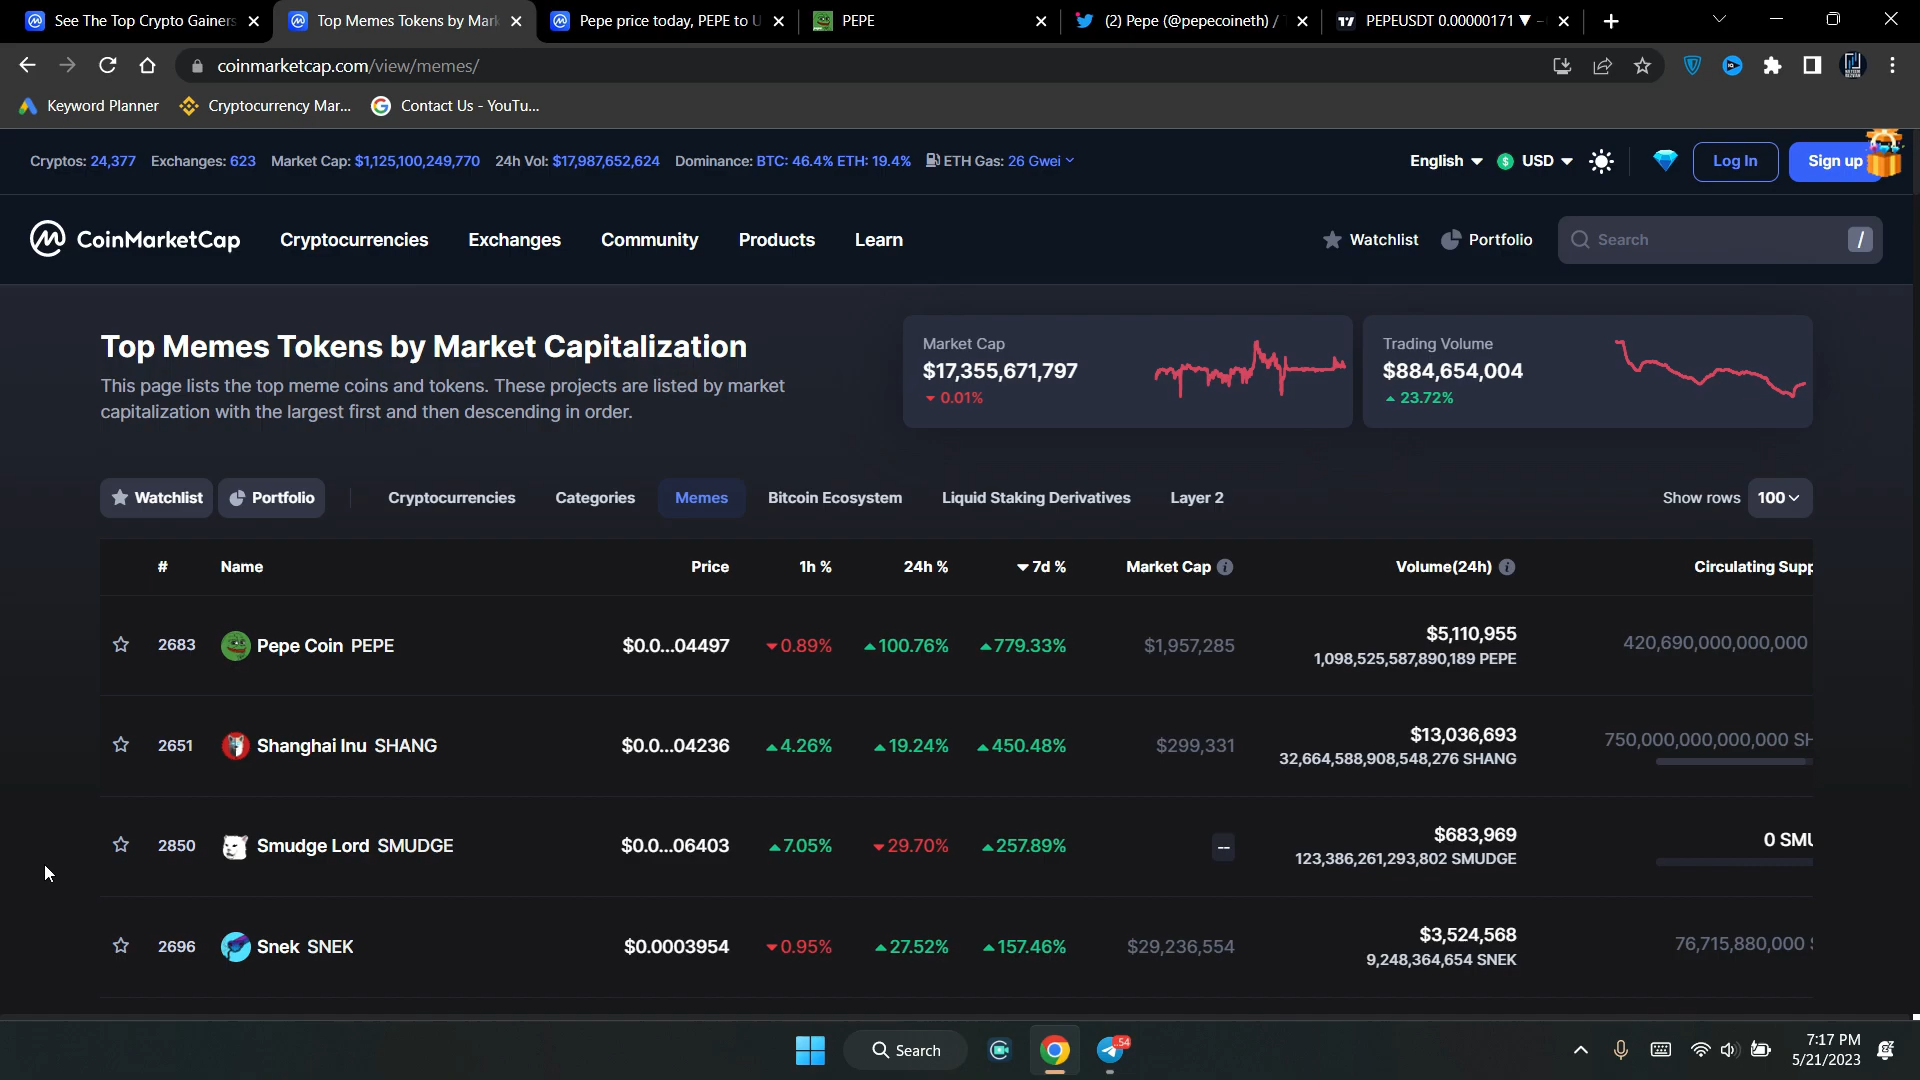 See The Top Crypto Gainers
Top Memes Tokens by Mark
Pepe price today, PEPE to U
PEPE
(2) Pepe (@pepecoineth) /
PEPEUSDT 0.00000171 ▼ –
coinmarketcap.com/view/memes/
Keyword Planner
Cryptocurrency Mar...
Contact Us - YouTu...
Cryptos: 24,377 Exchanges: 623 Market Cap: $1,125,100,249,770 24h Vol: $17,987,652,624 Dominance: BTC: 46.4% ETH: 19.4% ETH Gas: 26 Gwei
English USD Log In Sign up
CoinMarketCap Cryptocurrencies Exchanges Community Products Learn
Watchlist Portfolio Search /
Top Memes Tokens by Market Capitalization
This page lists the top meme coins and tokens. These projects are listed by market
capitalization with the largest first and then descending in order.
Market Cap
$17,355,671,797
0.01%
Trading Volume
$884,654,004
23.72%
Watchlist Portfolio Cryptocurrencies Categories Memes Bitcoin Ecosystem Liquid Staking Derivatives Layer 2 Show rows 100
# Name Price 1h % 24h % 7d % Market Cap Volume(24h) Circulating Supp
2683 Pepe Coin PEPE $0.0...04497 0.89% 100.76% 779.33% $1,957,285 $5,110,955 420,690,000,000,000
1,098,525,587,890,189 PEPE
2651 Shanghai Inu SHANG $0.0...04236 4.26% 19.24% 450.48% $299,331 $13,036,693 750,000,000,000,000 SH
32,664,588,908,548,276 SHANG
2850 Smudge Lord SMUDGE $0.0...06403 7.05% 29.70% 257.89% -- $683,969 0 SMU
123,386,261,293,802 SMUDGE
2696 Snek SNEK $0.0003954 0.95% 27.52% 157.46% $29,236,554 $3,524,568 76,715,880,000
9,248,364,654 SNEK
Search
54
7:17 PM
5/21/2023